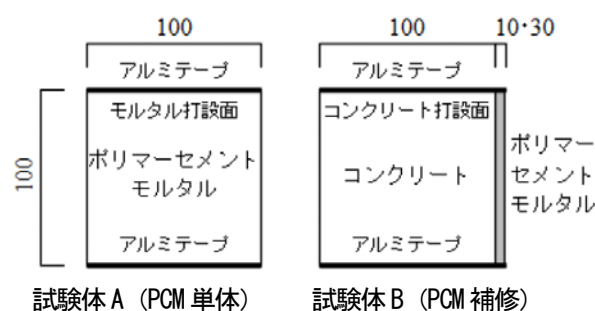 100
アルミテープ
100
モルタル打設面
ポリマーセメント
モルタル
アルミテープ
試験体A (PCM単体)
100
10・30
アルミテープ
コンクリート打設面
コンクリート
ポリマー
セメント
モルタル
アルミテープ
試験体B (PCM補修)